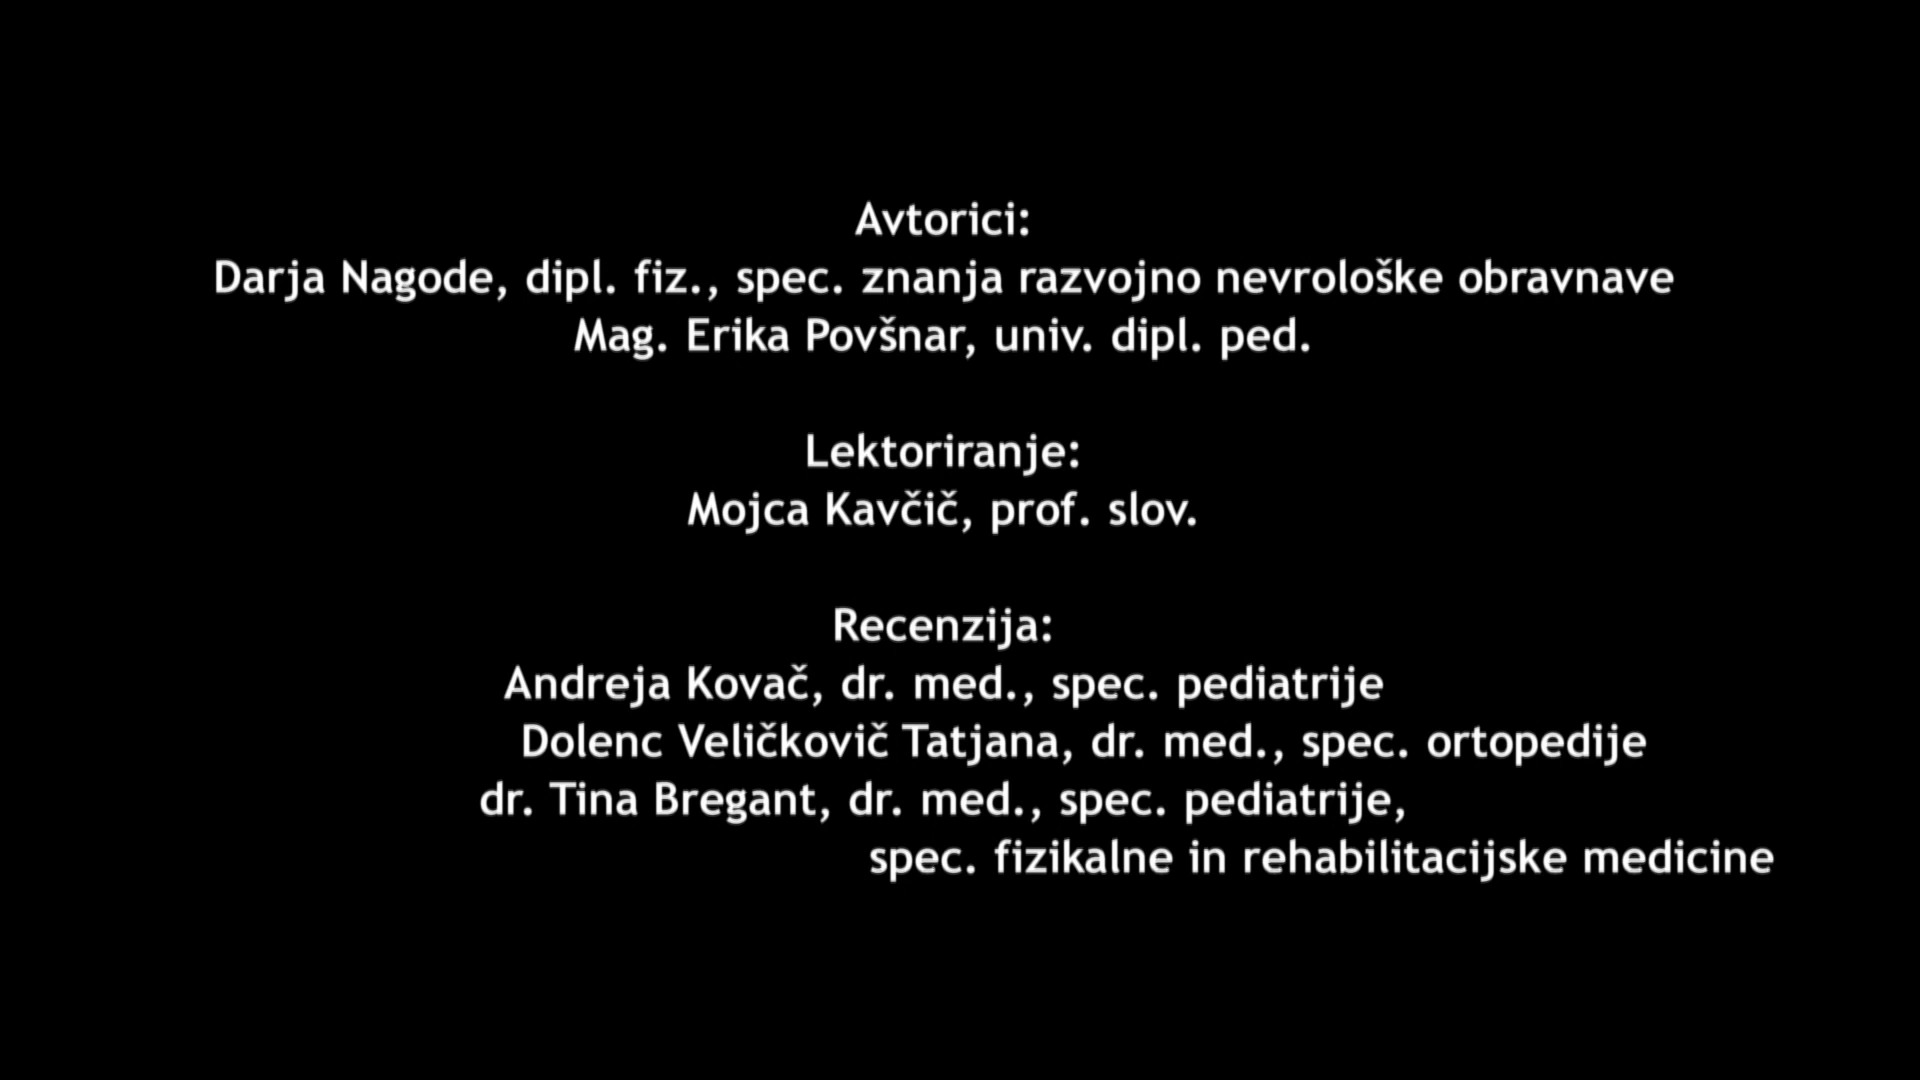 Avtorici:
Darja Nagode, dipl. fiz., spec. znanja razvojno nevrološke obravnave
Mag. Erika Povšnar, univ. dipl. ped.
Lektoriranje:
Mojca Kavčič, prof. slov.
Recenzija:
Andreja Kovač, dr. med., spec. pediatrije
Dolenc Veličkovič Tatjana, dr. med., spec. ortopedije
dr. Tina Bregant, dr. med., spec. pediatrije,
spec. fizikalne in rehabilitacijske medicine